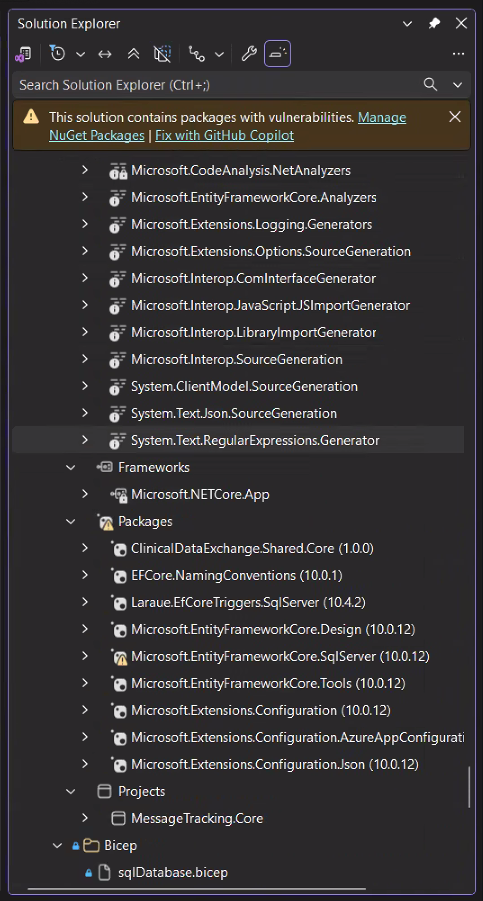 Solution Explorer
Search Solution Explorer (Ctrl+;)
This solution contains packages with vulnerabilities. Manage
NuGet Packages | Fix with GitHub Copilot
Microsoft.CodeAnalysis.NetAnalyzers
Microsoft.EntityFrameworkCore.Analyzers
Microsoft.Extensions.Logging.Generators
Microsoft.Extensions.Options.SourceGeneration
Microsoft.Interop.ComInterfaceGenerator
Microsoft.Interop.JavaScript.JSImportGenerator
Microsoft.Interop.LibraryImportGenerator
Microsoft.Interop.SourceGeneration
System.ClientModel.SourceGeneration
System.Text.Json.SourceGeneration
System.Text.RegularExpressions.Generator
Frameworks
Microsoft.NETCore.App
Packages
ClinicalDataExchange.Shared.Core (1.0.0)
EFCore.NamingConventions (10.0.1)
Laraue.EfCoreTriggers.SqlServer (10.4.2)
Microsoft.EntityFrameworkCore.Design (10.0.12)
Microsoft.EntityFrameworkCore.SqlServer (10.0.12)
Microsoft.EntityFrameworkCore.Tools (10.0.12)
Microsoft.Extensions.Configuration (10.0.12)
Microsoft.Extensions.Configuration.AzureAppConfigurati
Microsoft.Extensions.Configuration.Json (10.0.12)
Projects
MessageTracking.Core
Bicep
sqlDatabase.bicep